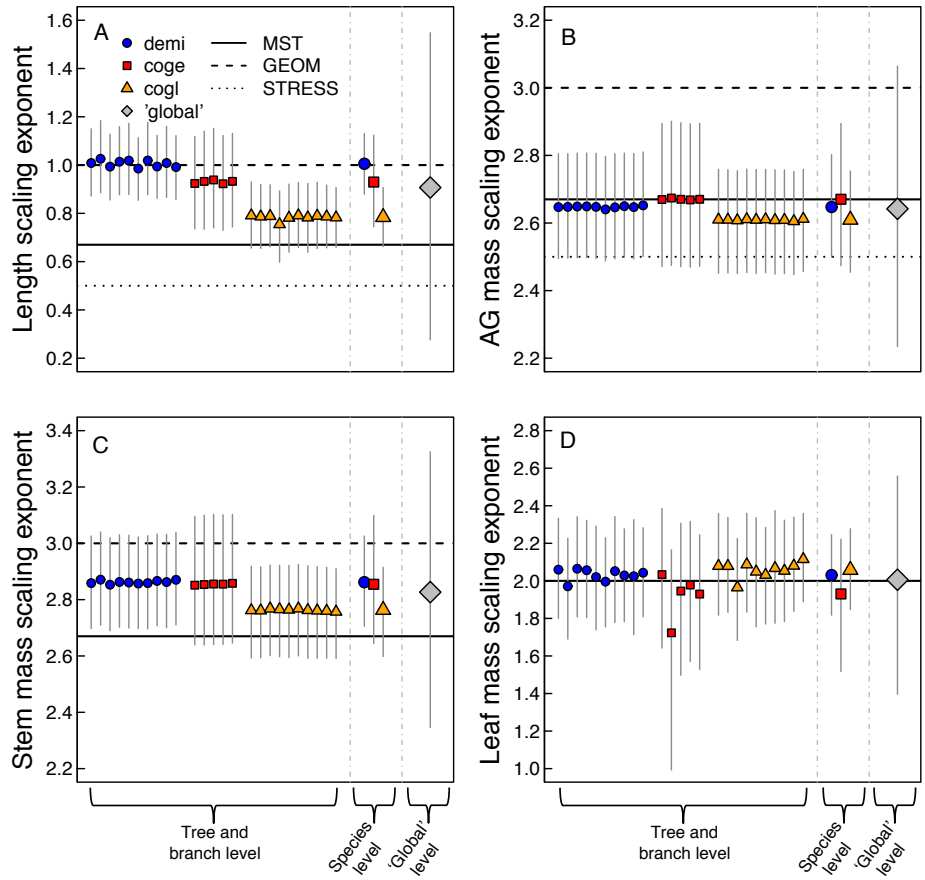 Length scaling exponent
1.6
1.4
1.2
1.0
0.8
0.6
0.4
0.2
A
demi
coge
cogl
'global'
MST
GEOM
STRESS
AG mass scaling exponent
3.2
3.0
2.8
2.6
2.4
2.2
B
Stem mass scaling exponent
3.4
3.2
3.0
2.8
2.6
2.4
2.2
C
Tree and
branch level
Species
level
'Global'
level
Leaf mass scaling exponent
2.8
2.6
2.4
2.2
2.0
1.8
1.6
1.4
1.2
1.0
D
Tree and
branch level
Species
level
'Global'
level